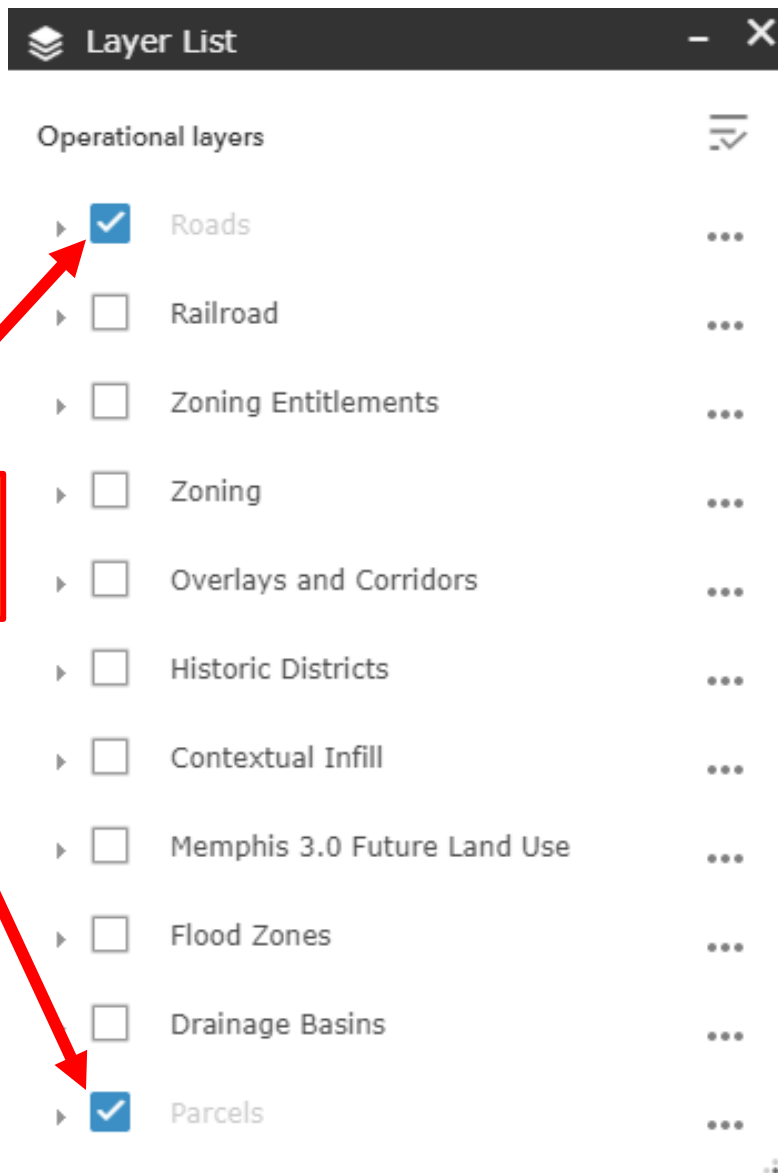 Layer List
Operational layers
Roads
Railroad
Zoning Entitlements
Zoning
Overlays and Corridors
Historic Districts
Contextual Infill
Memphis 3.0 Future Land Use
Flood Zones
Drainage Basins
Parcels